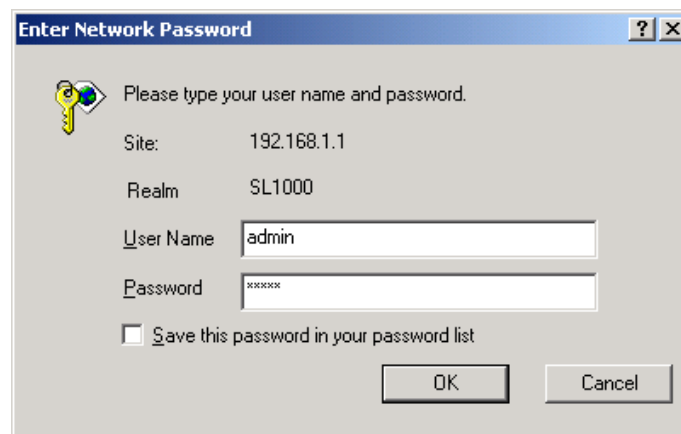 Enter Network Password
Please type your user name and password.
Site: 192.168.1.1
Realm SL1000
User Name admin
Password xxxxx
Save this password in your password list
OK Cancel